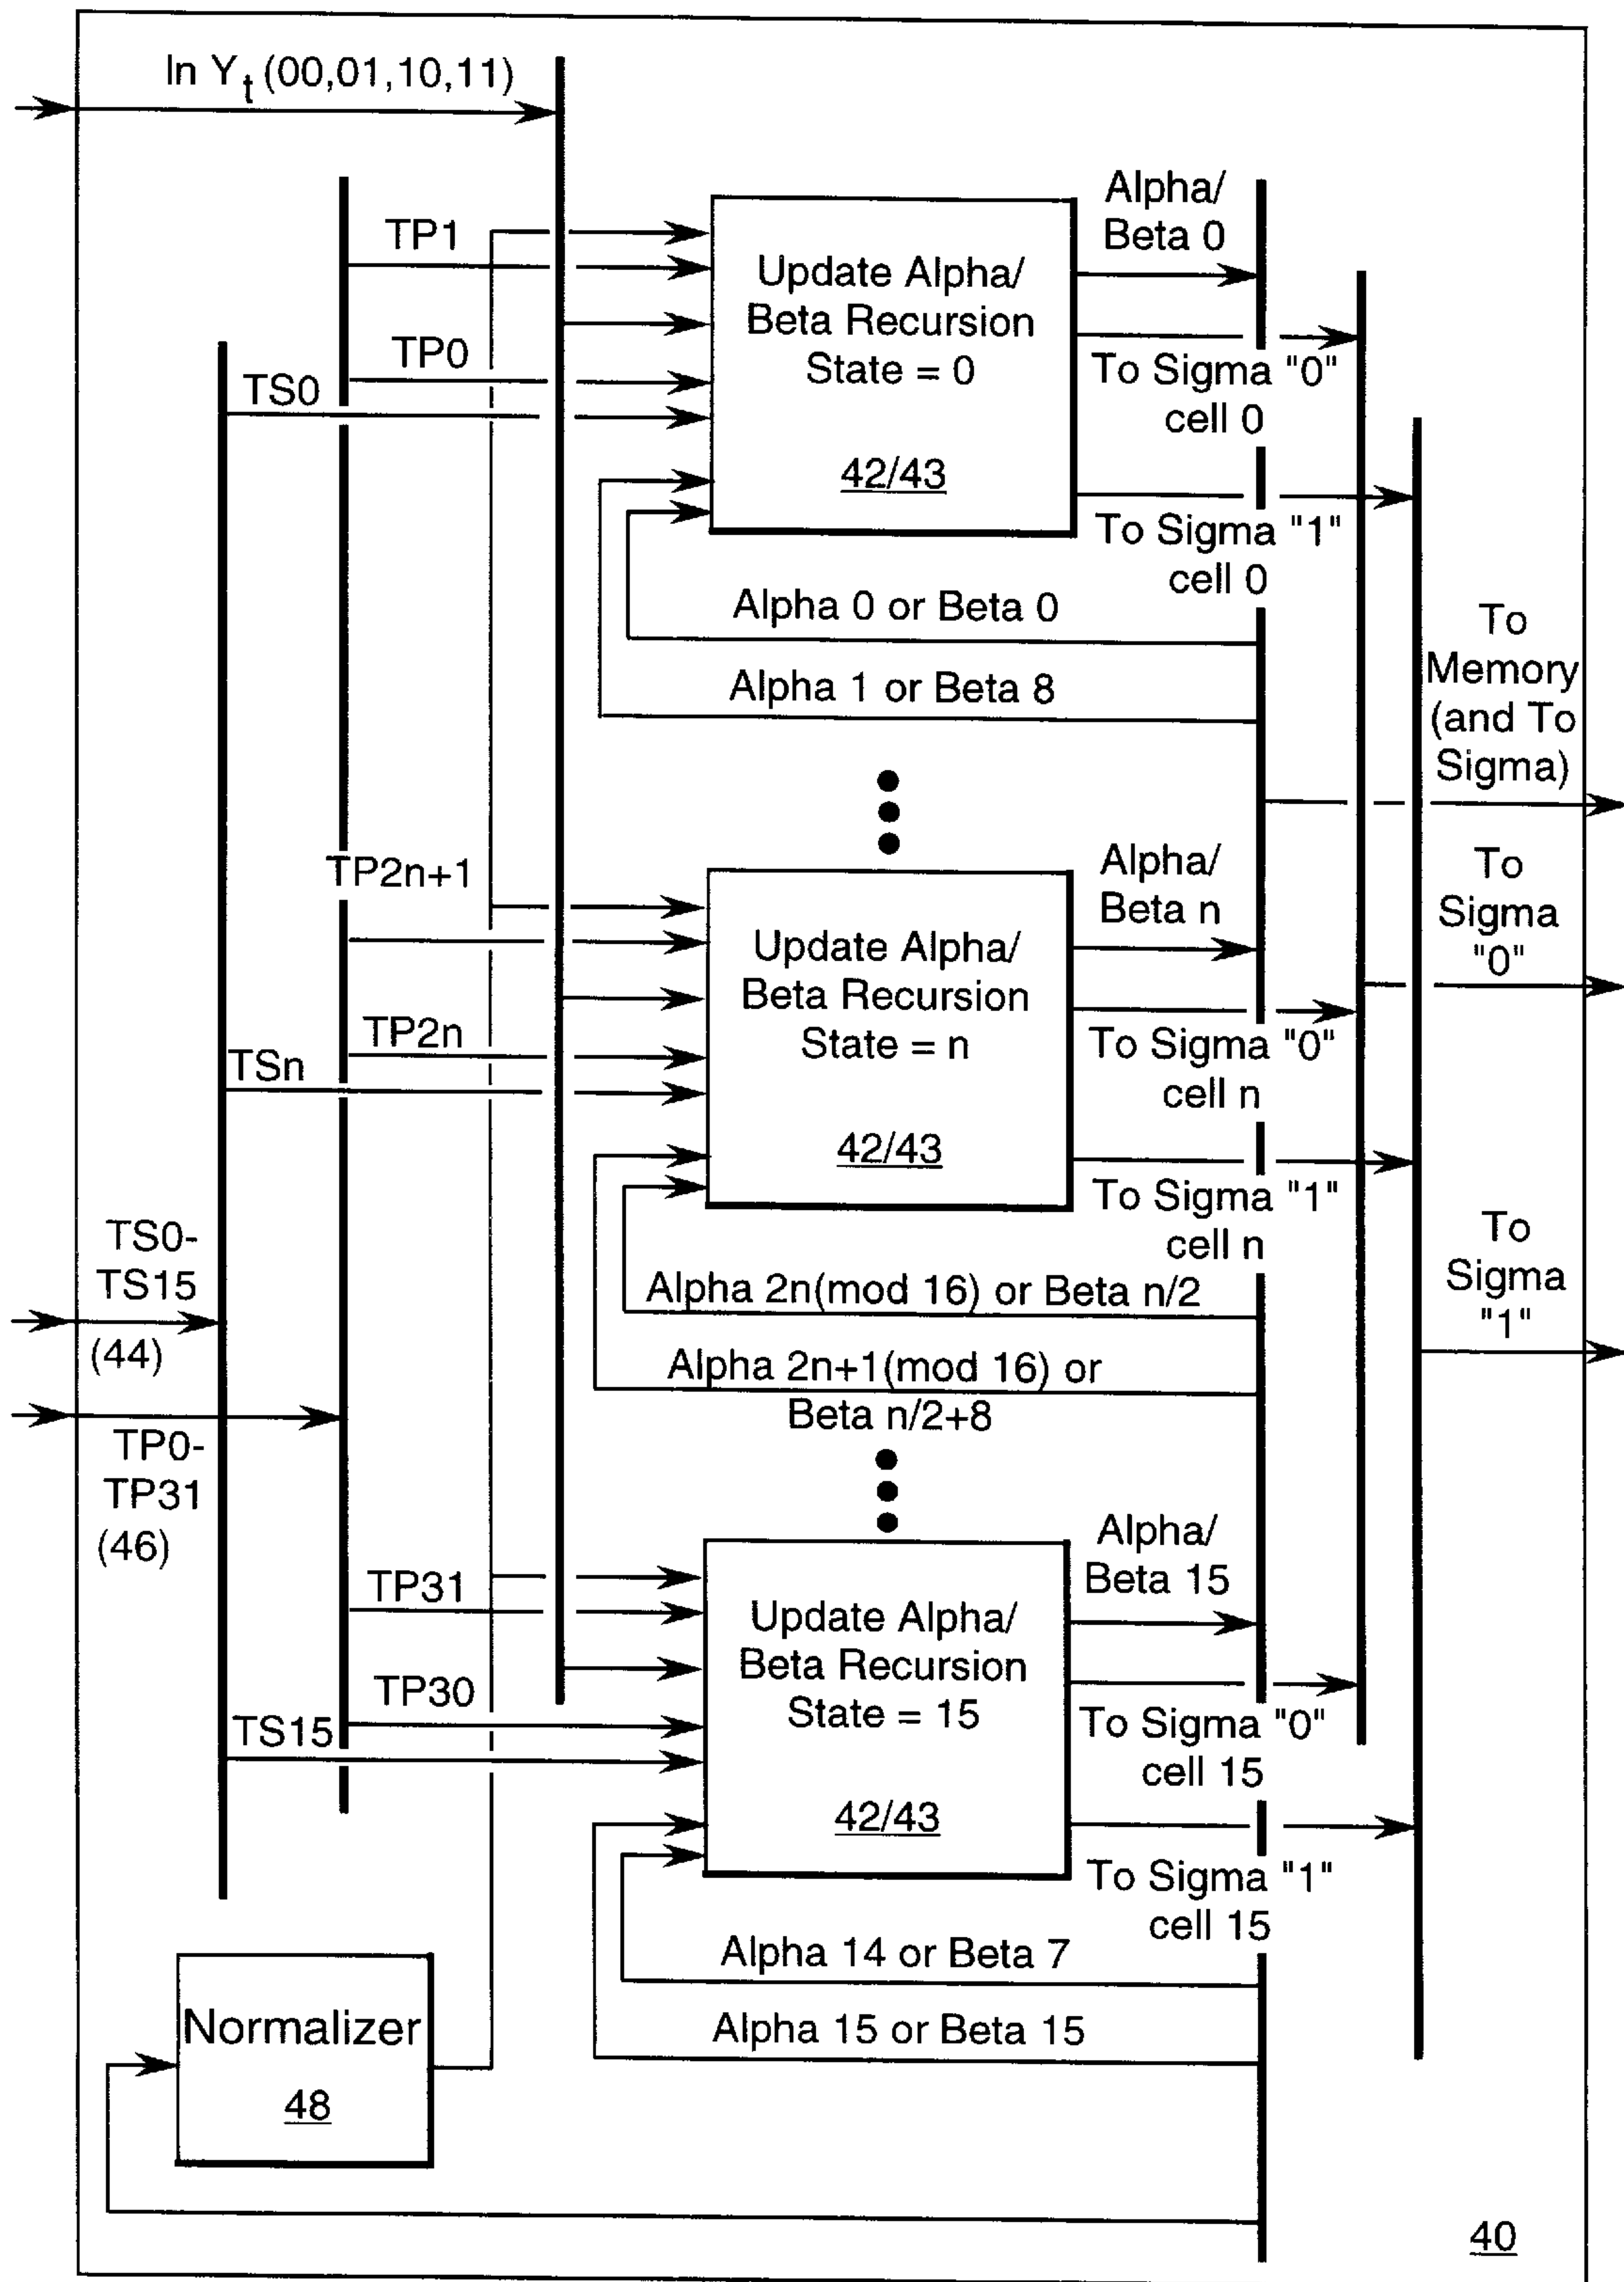 ln Yt (00,01,10,11)
TP1
TP0
TS0
Update Alpha/
Beta Recursion
State = 0
42/43
Alpha/
Beta 0
To Sigma "0"
cell 0
To Sigma "1"
cell 0
Alpha 0 or Beta 0
Alpha 1 or Beta 8
To
Memory
(and To
Sigma)
TP2n+1
TP2n
TSn
Update Alpha/
Beta Recursion
State = n
42/43
Alpha/
Beta n
To Sigma "0"
cell n
To Sigma "1"
cell n
To
Sigma
"0"
Alpha 2n(mod 16) or Beta n/2
Alpha 2n+1(mod 16) or
Beta n/2+8
To
Sigma
"1"
TS0-
TS15
(44)
TP0-
TP31
(46)
TP31
TP30
TS15
Update Alpha/
Beta Recursion
State = 15
42/43
Alpha/
Beta 15
To Sigma "0"
cell 15
To Sigma "1"
cell 15
Alpha 14 or Beta 7
Alpha 15 or Beta 15
Normalizer
48
40